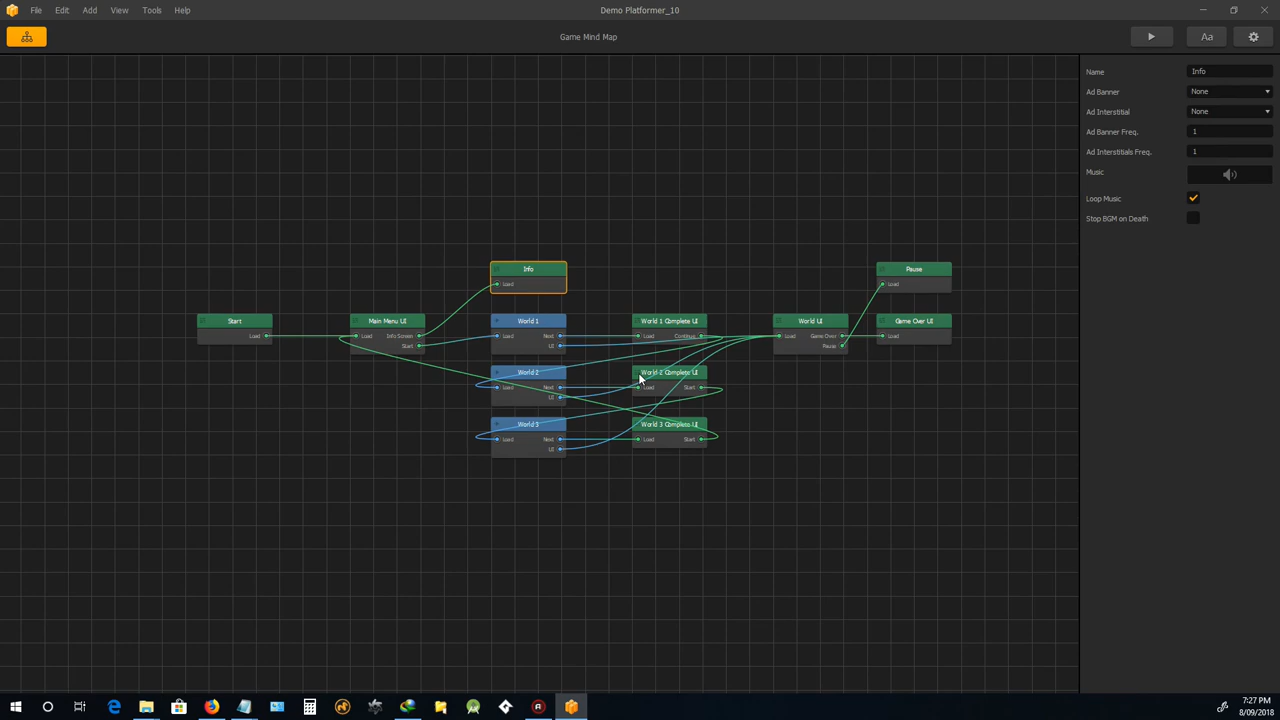 File Edit View Tools Help
Demo Platformer_10
Game Mind Map
Aa
Name Info
Ad Banner None
Ad Interstitial None
Ad Banner Freq. 1
Ad Interstitials Freq. 1
Music
Loop Music
Stop BGM on Death
Info
Load
Pause
Load
Start
Load
Main Menu UI
Load Info Screen
Start
World 1
Load Next
UI
World 1 Complete UI
Load Continue
World UI
Load Game Over
Pause
Game Over UI
Load
World 2
Load Next
UI
World 2 Complete UI
Load Start
World 3
Load Next
UI
World 3 Complete UI
Load Start
7:27 PM
8/09/2018